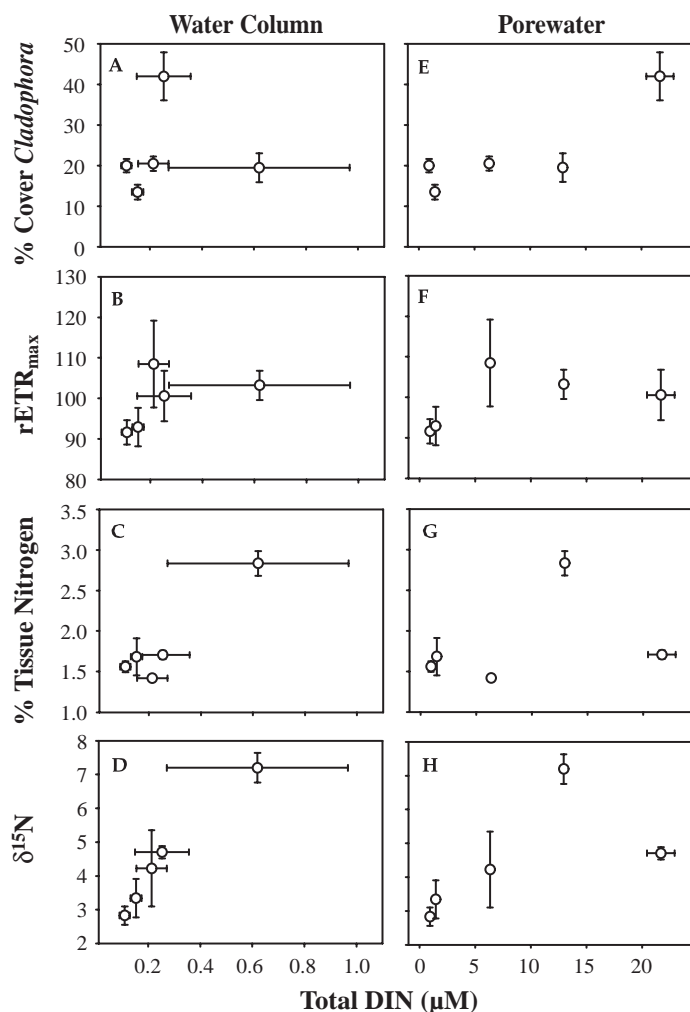 Water Column
Porewater
% Cover Cladophora
50
40
30
20
10
0
A
E
rETRmax
130
120
110
100
90
80
B
F
% Tissue Nitrogen
3.5
3.0
2.5
2.0
1.5
1.0
C
G
δ15N
8
7
6
5
4
3
2
D
H
0.2 0.4 0.6 0.8 1.0
0 5 10 15 20
Total DIN (µM)